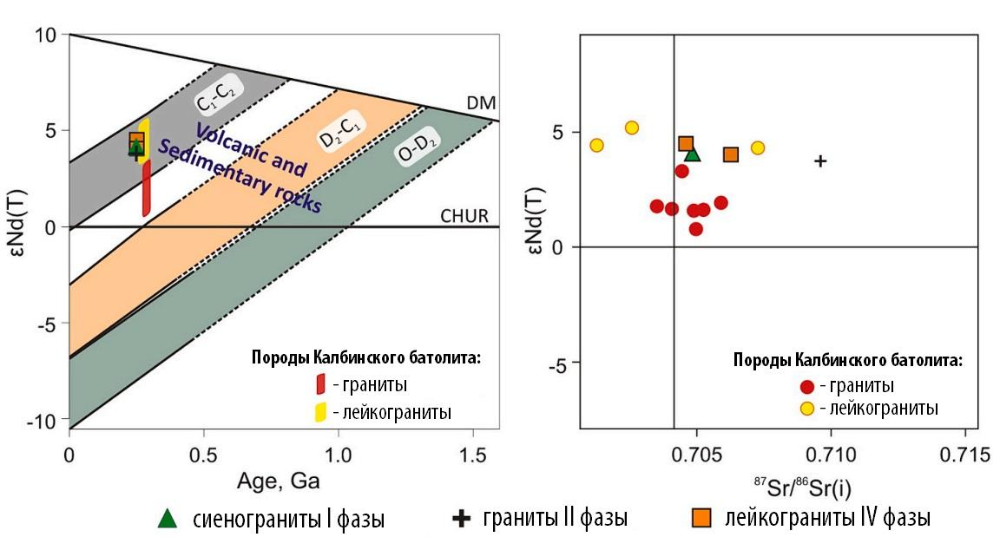 10
5
0
-5
-10
εNd(T)
0
0.5
1.0
1.5
Age, Ga
DM
CHUR
C₁-C₂
D₂-C₁
O-D₂
Volcanic and
Sedimentary rocks
Породы Калбинского батолита:
- граниты
- лейкограниты
5
0
-5
εNd(T)
0.705
0.710
0.715
⁸⁷Sr/⁸⁶Sr(i)
Породы Калбинского батолита:
- граниты
- лейкограниты
сиенограниты I фазы
граниты II фазы
лейкограниты IV фазы